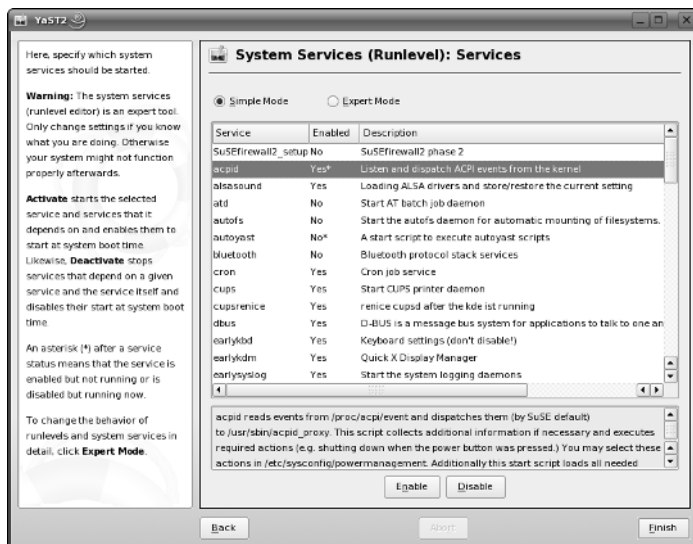 YaST2
Here, specify which system
services should be started.
Warning: The system services
(runlevel editor) is an expert tool.
Only change settings if you know
what you are doing. Otherwise
your system might not function
properly afterwards.
Activate starts the selected
service and services that it
depends on and enables them to
start at system boot time.
Likewise, Deactivate stops
services that depend on a given
service and the service itself and
disables their start at system boot
time.
An asterisk (*) after a service
status means that the service is
enabled but not running or is
disabled but running now.
To change the behavior of
runlevels and system services in
detail, click Expert Mode.
System Services (Runlevel): Services
Simple Mode Expert Mode
Service Enabled Description
SuSEfirewall2_setup No SuSEfirewall2 phase 2
acpid Yes* Listen and dispatch ACPI events from the kernel
alsasound Yes Loading ALSA drivers and store/restore the current setting
atd No Start AT batch job daemon
autofs No Start the autofs daemon for automatic mounting of filesystems.
autoyast No* A start script to execute autoyast scripts
bluetooth No Bluetooth protocol stack services
cron Yes Cron job service
cups Yes Start CUPS printer daemon
cupsrenice Yes renice cupsd after the kde ist running
dbus Yes D-BUS is a message bus system for applications to talk to one an
earlykbd Yes Keyboard settings (don't disable!)
earlykdm Yes Quick X Display Manager
earlysyslog Yes Start the system logging daemons
acpid reads events from /proc/acpi/event and dispatches them (by SuSE default)
to /usr/sbin/acpid_proxy. This script collects additional information if necessary and executes
required actions (e.g. shutting down when the power button was pressed.) You may select these
actions in /etc/sysconfig/powermanagement. Additionally this start script loads all needed
Enable Disable
Back Abort Finish